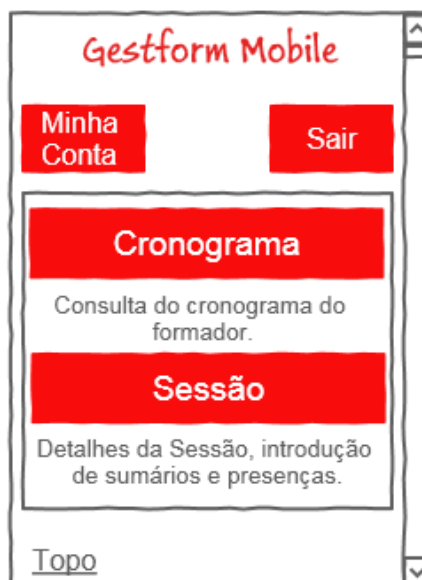 Gestform Mobile
Minha
Conta
Sair
Cronograma
Consulta do cronograma do
formador.
Sessão
Detalhes da Sessão, introdução
de sumários e presenças.
Topo